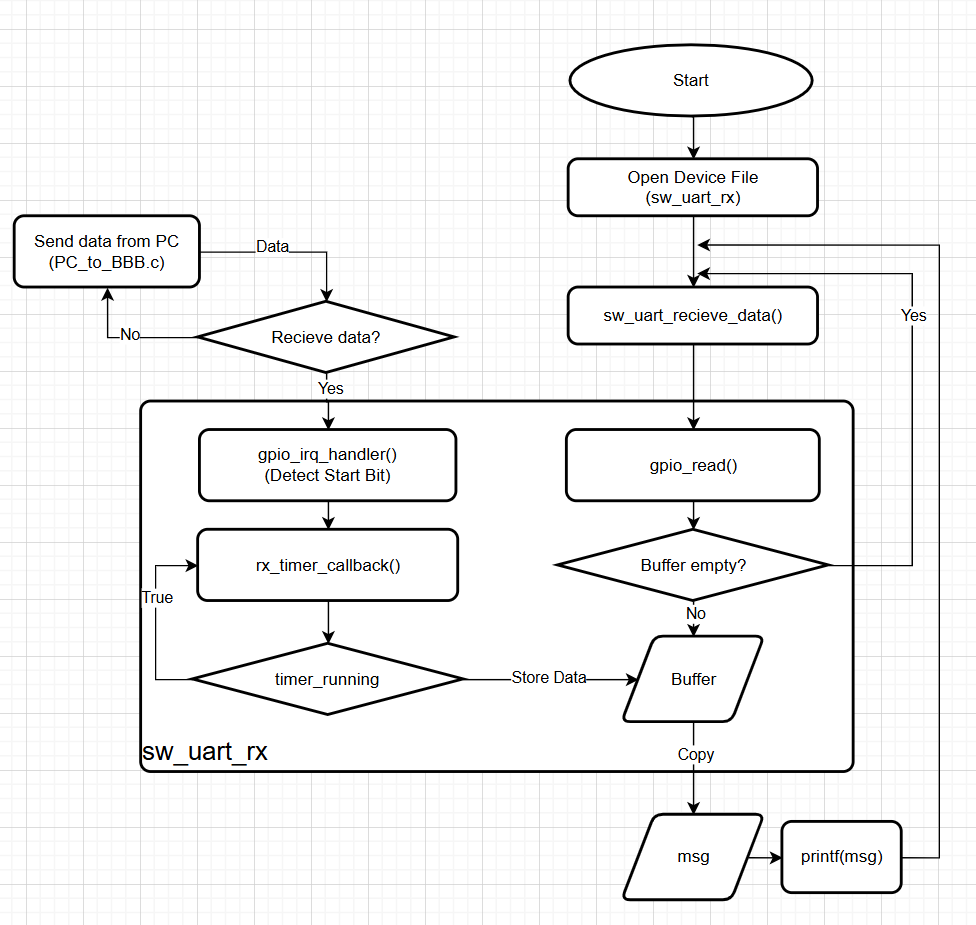 Start
Open Device File
(sw_uart_rx)
Send data from PC
(PC_to_BBB.c)
Data
No
Recieve data?
Yes
sw_uart_recieve_data()
Yes
gpio_irq_handler()
(Detect Start Bit)
gpio_read()
rx_timer_callback()
Buffer empty?
True
No
timer_running
Store Data
Buffer
sw_uart_rx
Copy
msg
printf(msg)